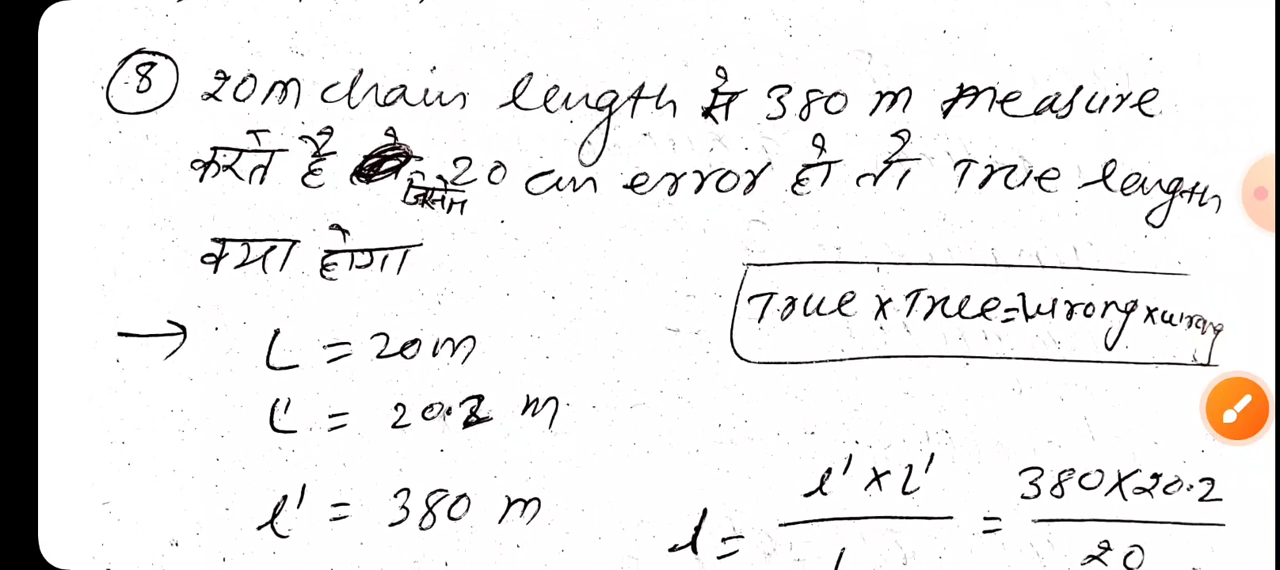 ⑧ 20m chain length से 380 m measure
करते है जिसमे 20 cm error हो तो True length
क्या होगा
True x True = wrong x wrong
→ L = 20m
L' = 20.2 m
l' = 380 m
l = l' x L' / L = 380 x 20.2 / 20